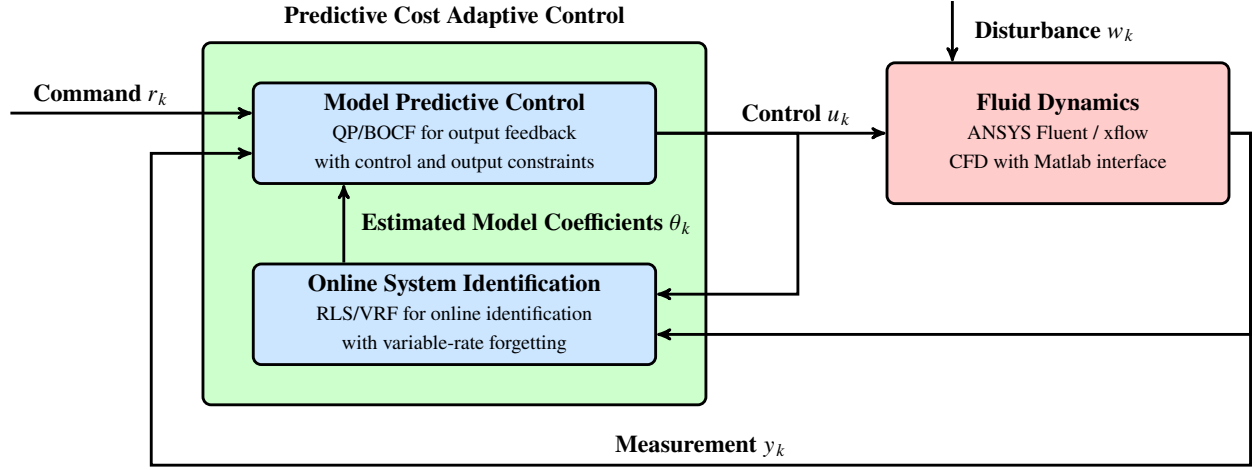 Predictive Cost Adaptive Control
Disturbance w_k
Command r_k
Model Predictive Control
QP/BOCF for output feedback
with control and output constraints
Control u_k
Fluid Dynamics
ANSYS Fluent / xflow
CFD with Matlab interface
Estimated Model Coefficients θ_k
Online System Identification
RLS/VRF for online identification
with variable-rate forgetting
Measurement y_k